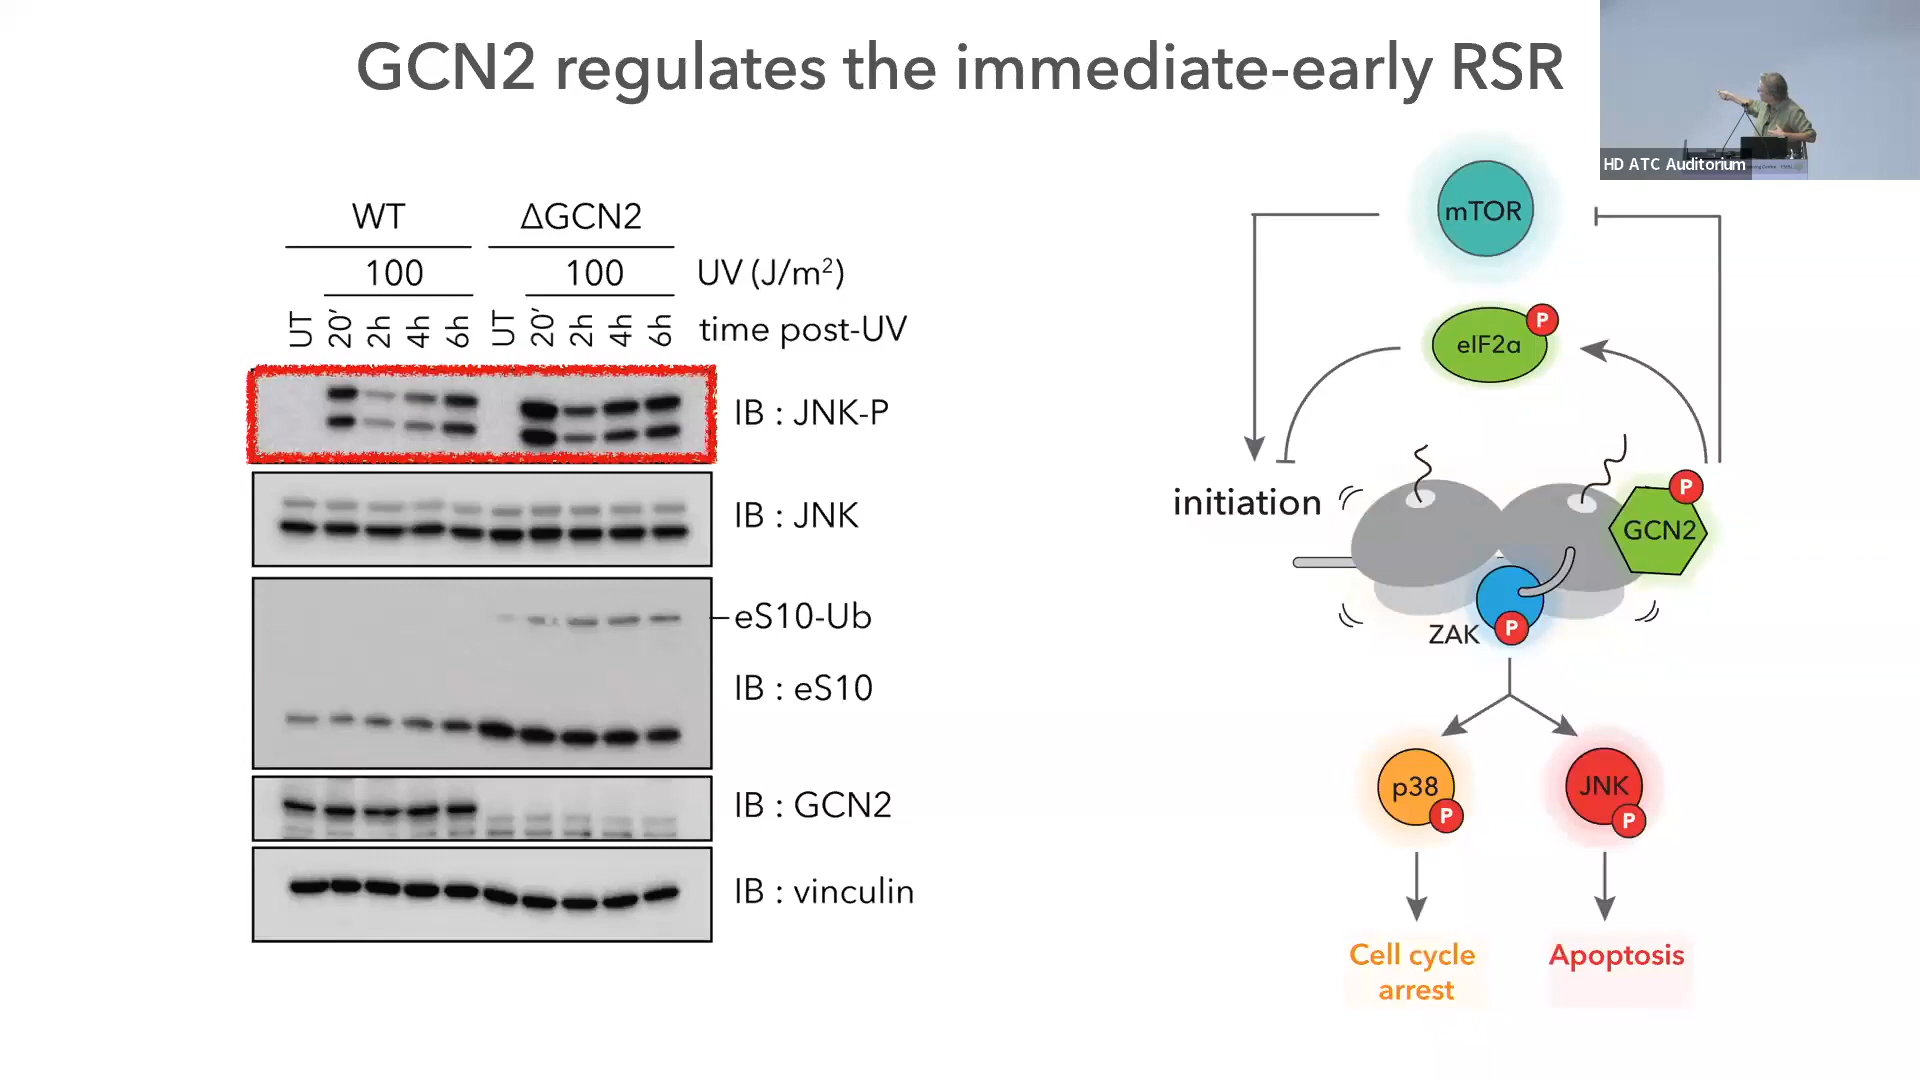 GCN2 regulates the immediate-early RSR
HD ATC Auditorium
WT ΔGCN2
100 100 UV (J/m²)
UT 20' 2h 4h 6h UT 20' 2h 4h 6h time post-UV
IB : JNK-P
IB : JNK
eS10-Ub
IB : eS10
IB : GCN2
IB : vinculin
mTOR
P
eIF2a
initiation
P
GCN2
ZAK
P
p38
P
JNK
P
Cell cycle
arrest
Apoptosis